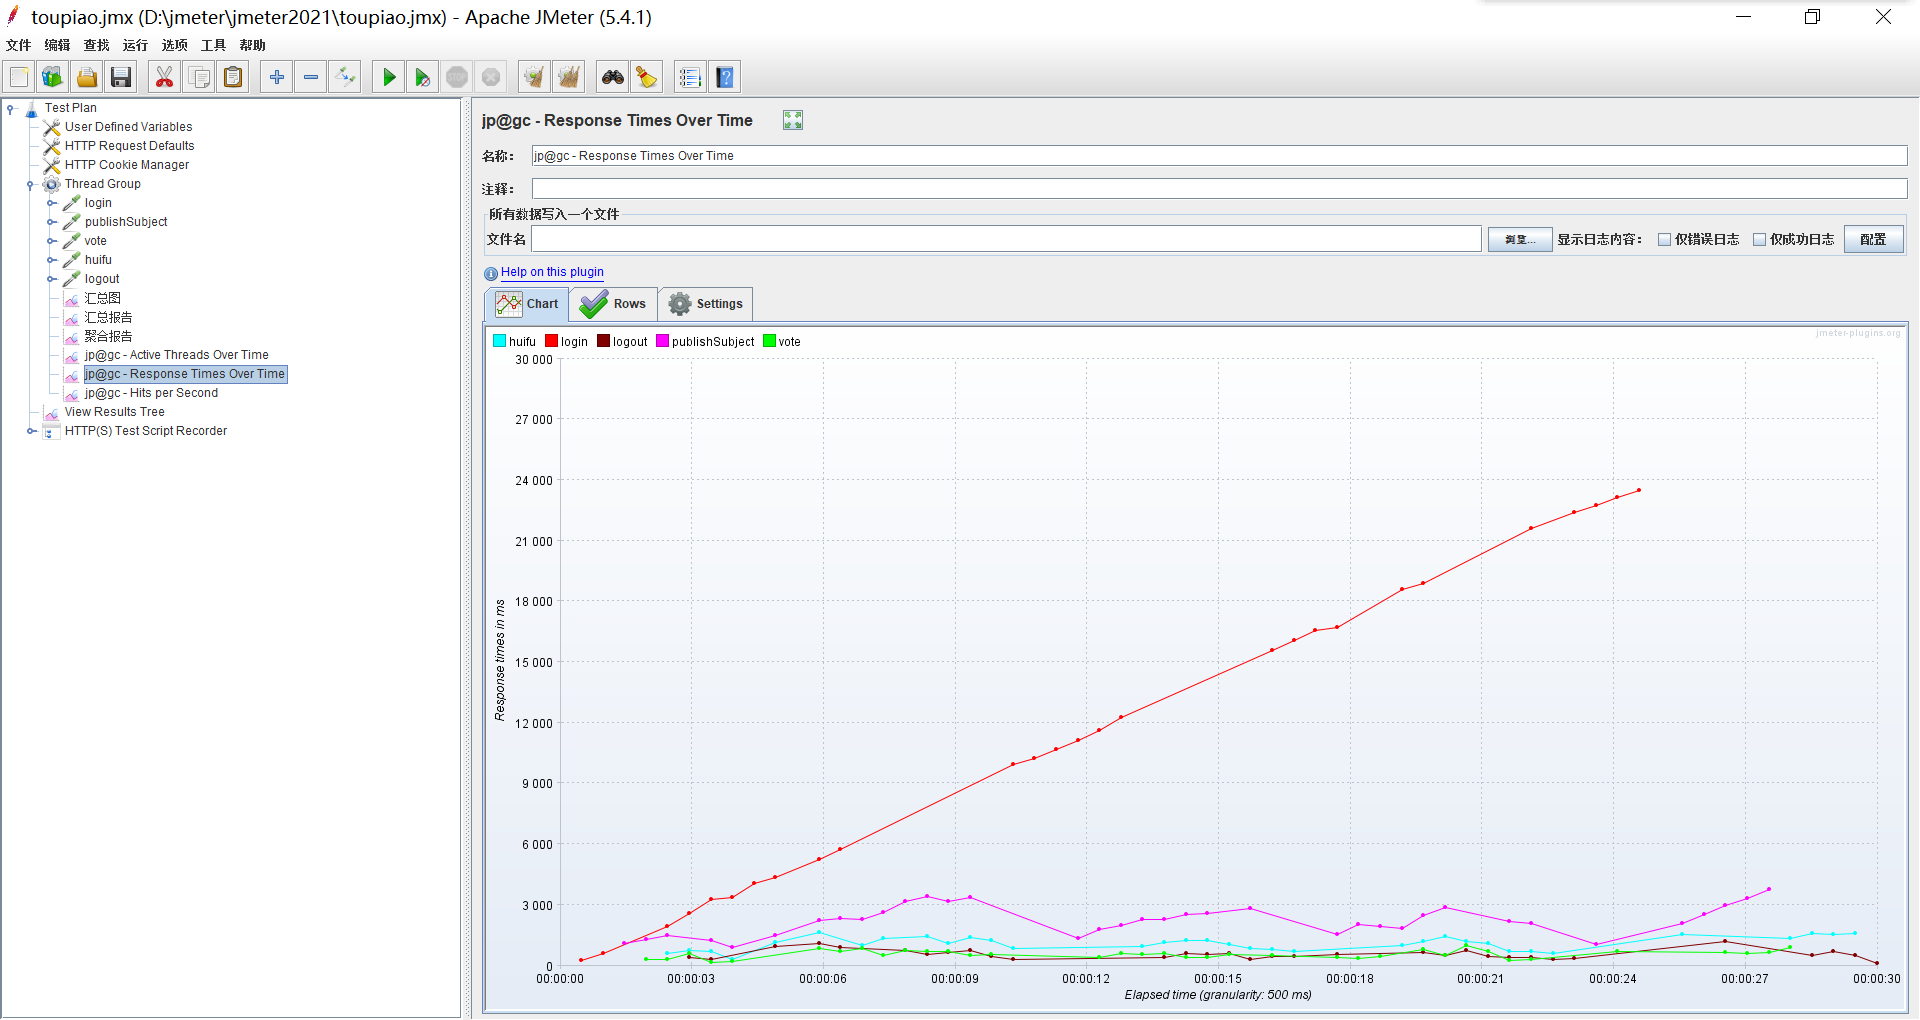 toupiao.jmx (D:\jmeter\jmeter2021\toupiao.jmx) - Apache JMeter (5.4.1)
文件 编辑 查找 运行 选项 工具 帮助
STOP
Test Plan
User Defined Variables
HTTP Request Defaults
HTTP Cookie Manager
Thread Group
login
publishSubject
vote
huifu
logout
汇总图
汇总报告
聚合报告
jp@gc - Active Threads Over Time
jp@gc - Response Times Over Time
jp@gc - Hits per Second
View Results Tree
HTTP(S) Test Script Recorder
jp@gc - Response Times Over Time
名称： jp@gc - Response Times Over Time
注释：
所有数据写入一个文件
文件名 浏览... 显示日志内容： 仅错误日志 仅成功日志 配置
Help on this plugin
Chart Rows Settings
huifu login logout publishSubject vote
jmeter-plugins.org
30 000
27 000
24 000
21 000
18 000
15 000
12 000
9 000
6 000
3 000
0
Response times in ms
00:00:00 00:00:03 00:00:06 00:00:09 00:00:12 00:00:15 00:00:18 00:00:21 00:00:24 00:00:27 00:00:30
Elapsed time (granularity: 500 ms)